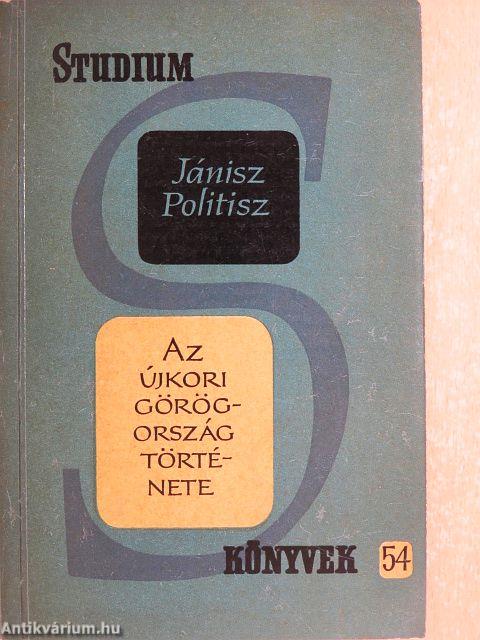 STUDIUM
Jánisz
Politisz
AZ
ÚJKORI
GÖRÖG-
ORSZÁG
TÖRTÉ-
NETE
KÖNYVEK 54
Antikvárium.hu